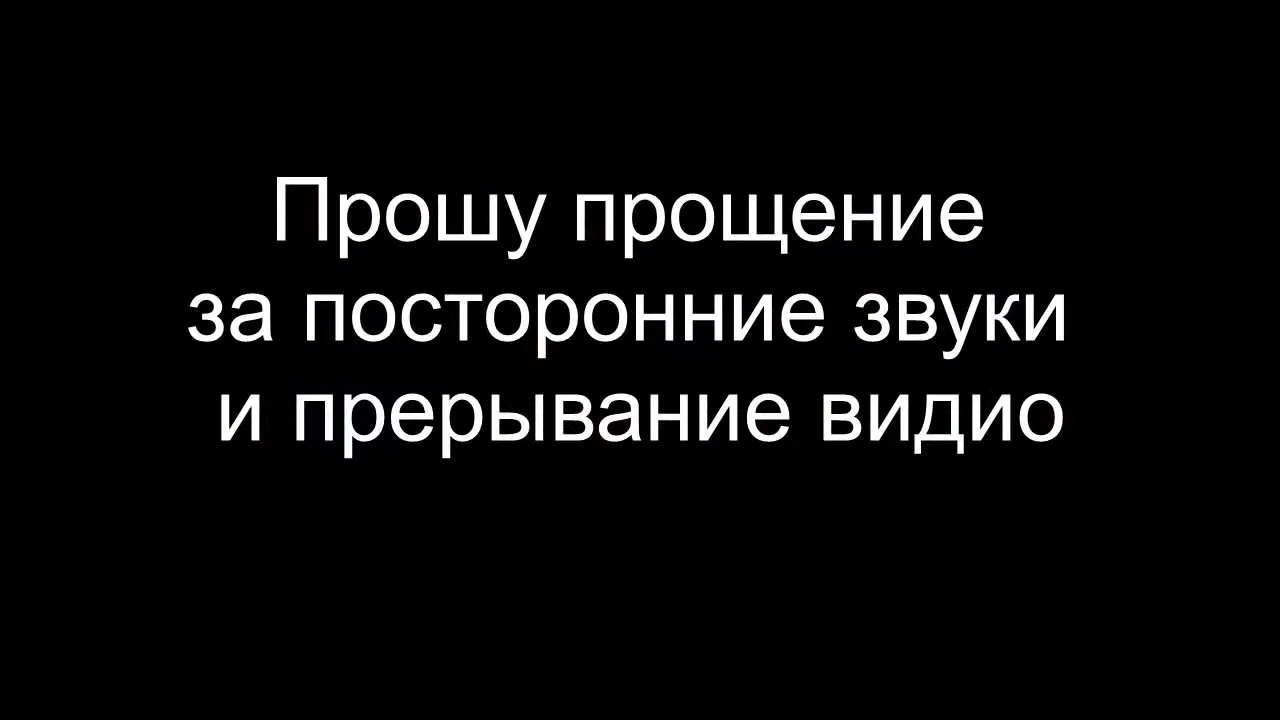 Прошу прощение
за посторонние звуки
и прерывание видио